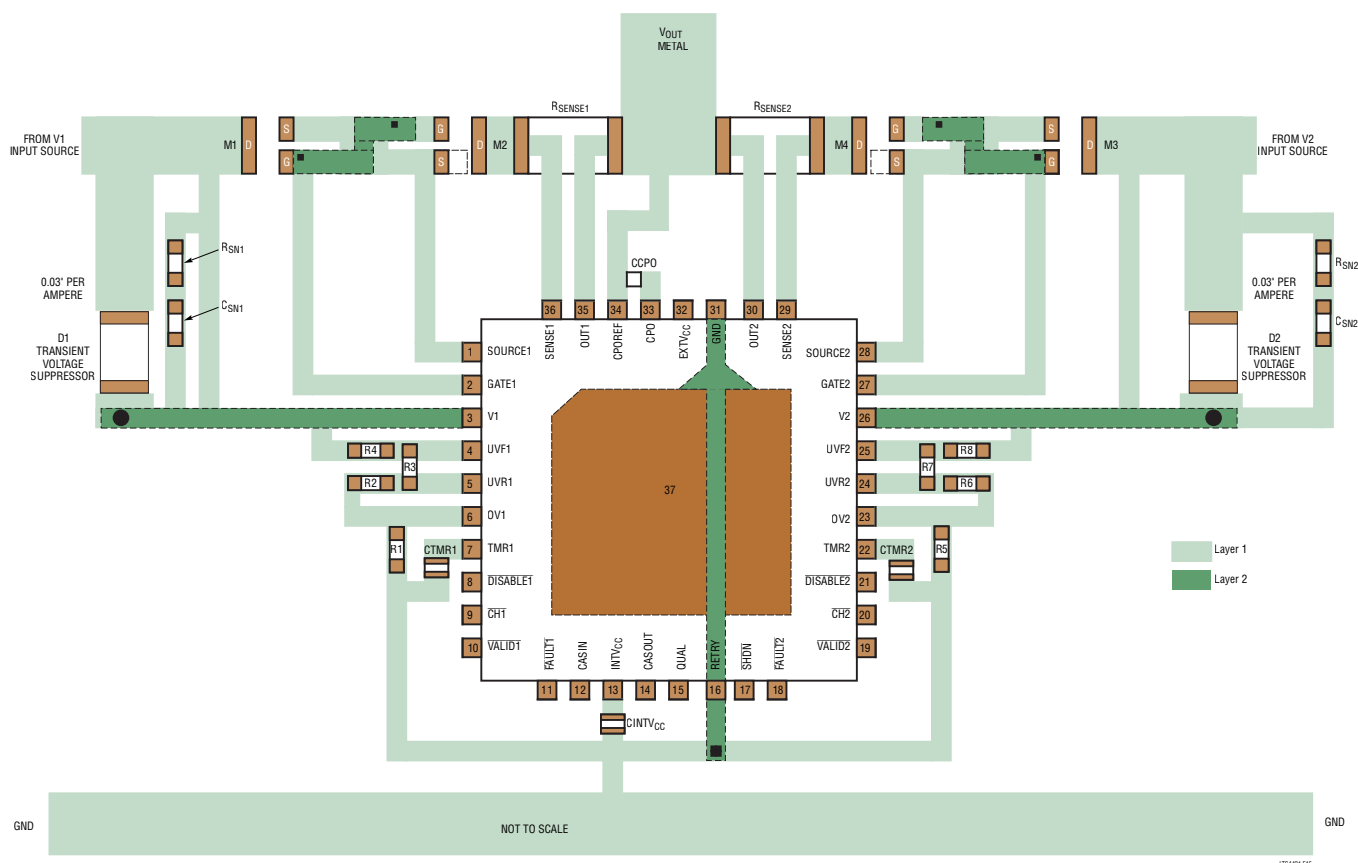 VOUT
METAL
RSENSE1
RSENSE2
FROM V1
INPUT SOURCE
M1
D
S
G
G
S
D
M2
M4
D
G
S
S
G
D
M3
FROM V2
INPUT SOURCE
RSN1
CSN1
0.03" PER
AMPERE
D1
TRANSIENT
VOLTAGE
SUPPRESSOR
CCPO
RSN2
CSN2
0.03" PER
AMPERE
D2
TRANSIENT
VOLTAGE
SUPPRESSOR
36
35
34
33
32
31
30
29
SENSE1
OUT1
CPOREF
CPO
EXTVCC
GND
OUT2
SENSE2
1 SOURCE1
2 GATE1
3 V1
4 UVF1
5 UVR1
6 OV1
7 TMR1
8 DISABLE1
9 CH1
10 VALID1
SOURCE2 28
GATE2 27
V2 26
UVF2 25
UVR2 24
OV2 23
TMR2 22
DISABLE2 21
CH2 20
VALID2 19
37
R4
R3
R2
R1
CTMR1
R8
R7
R6
R5
CTMR2
FAULT1
CASIN
INTVCC
CASOUT
QUAL
RETRY
SHDN
FAULT2
11
12
13
14
15
16
17
18
CINTVCC
Layer 1
Layer 2
GND
NOT TO SCALE
GND